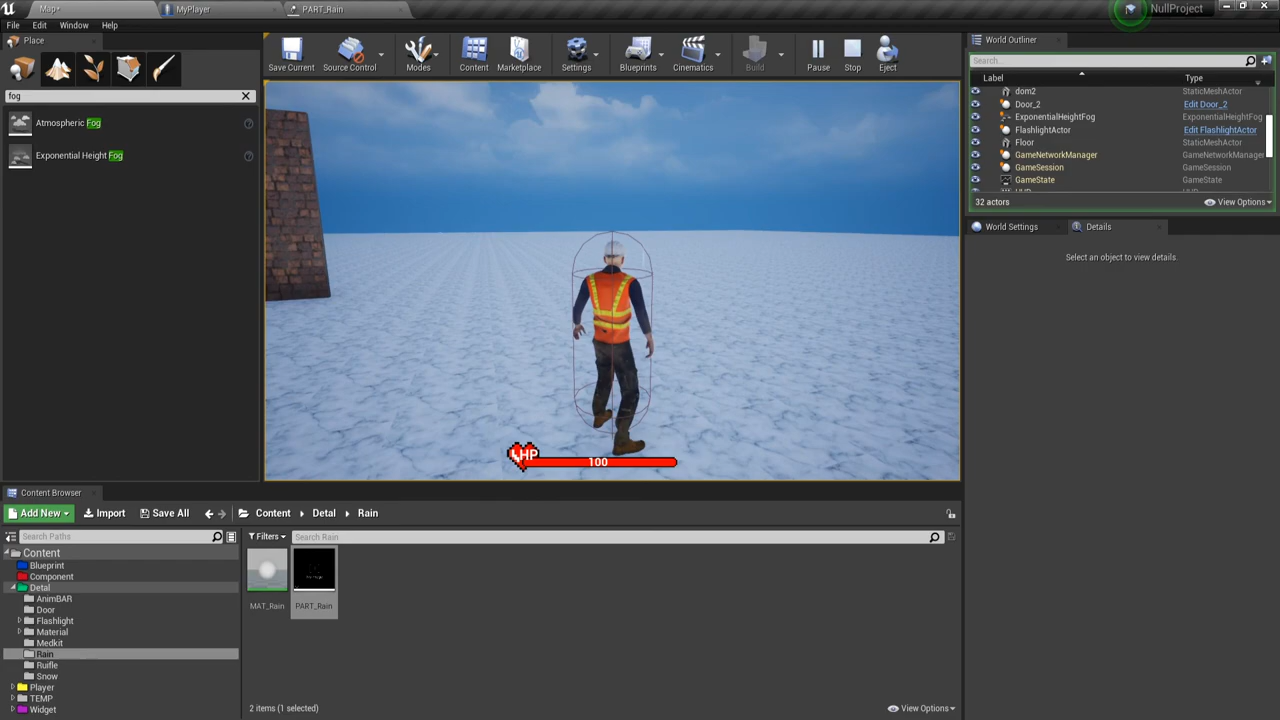 Map*
MyPlayer
PART_Rain
NullProject
File
Edit
Window
Help
Place
fog
Atmospheric Fog
Exponential Height Fog
Save Current
Source Control
Modes
Content
Marketplace
Settings
Blueprints
Cinematics
Build
Pause
Stop
Eject
HP
100
World Outliner
Search...
Label
Type
dom2
StaticMeshActor
Door_2
Edit Door_2
ExponentialHeightFog
ExponentialHeightFog
FlashlightActor
Edit FlashlightActor
Floor
StaticMeshActor
GameNetworkManager
GameNetworkManager
GameSession
GameSession
GameState
GameState
32 actors
View Options
World Settings
Details
Select an object to view details.
Content Browser
Add New
Import
Save All
Content
Detal
Rain
Search Paths
Filters
Search Rain
Content
Blueprint
Component
Detal
AnimBAR
Door
Flashlight
Material
Medkit
Rain
Ruifle
Snow
Player
TEMP
Widget
MAT_Rain
PART_Rain
2 items (1 selected)
View Options